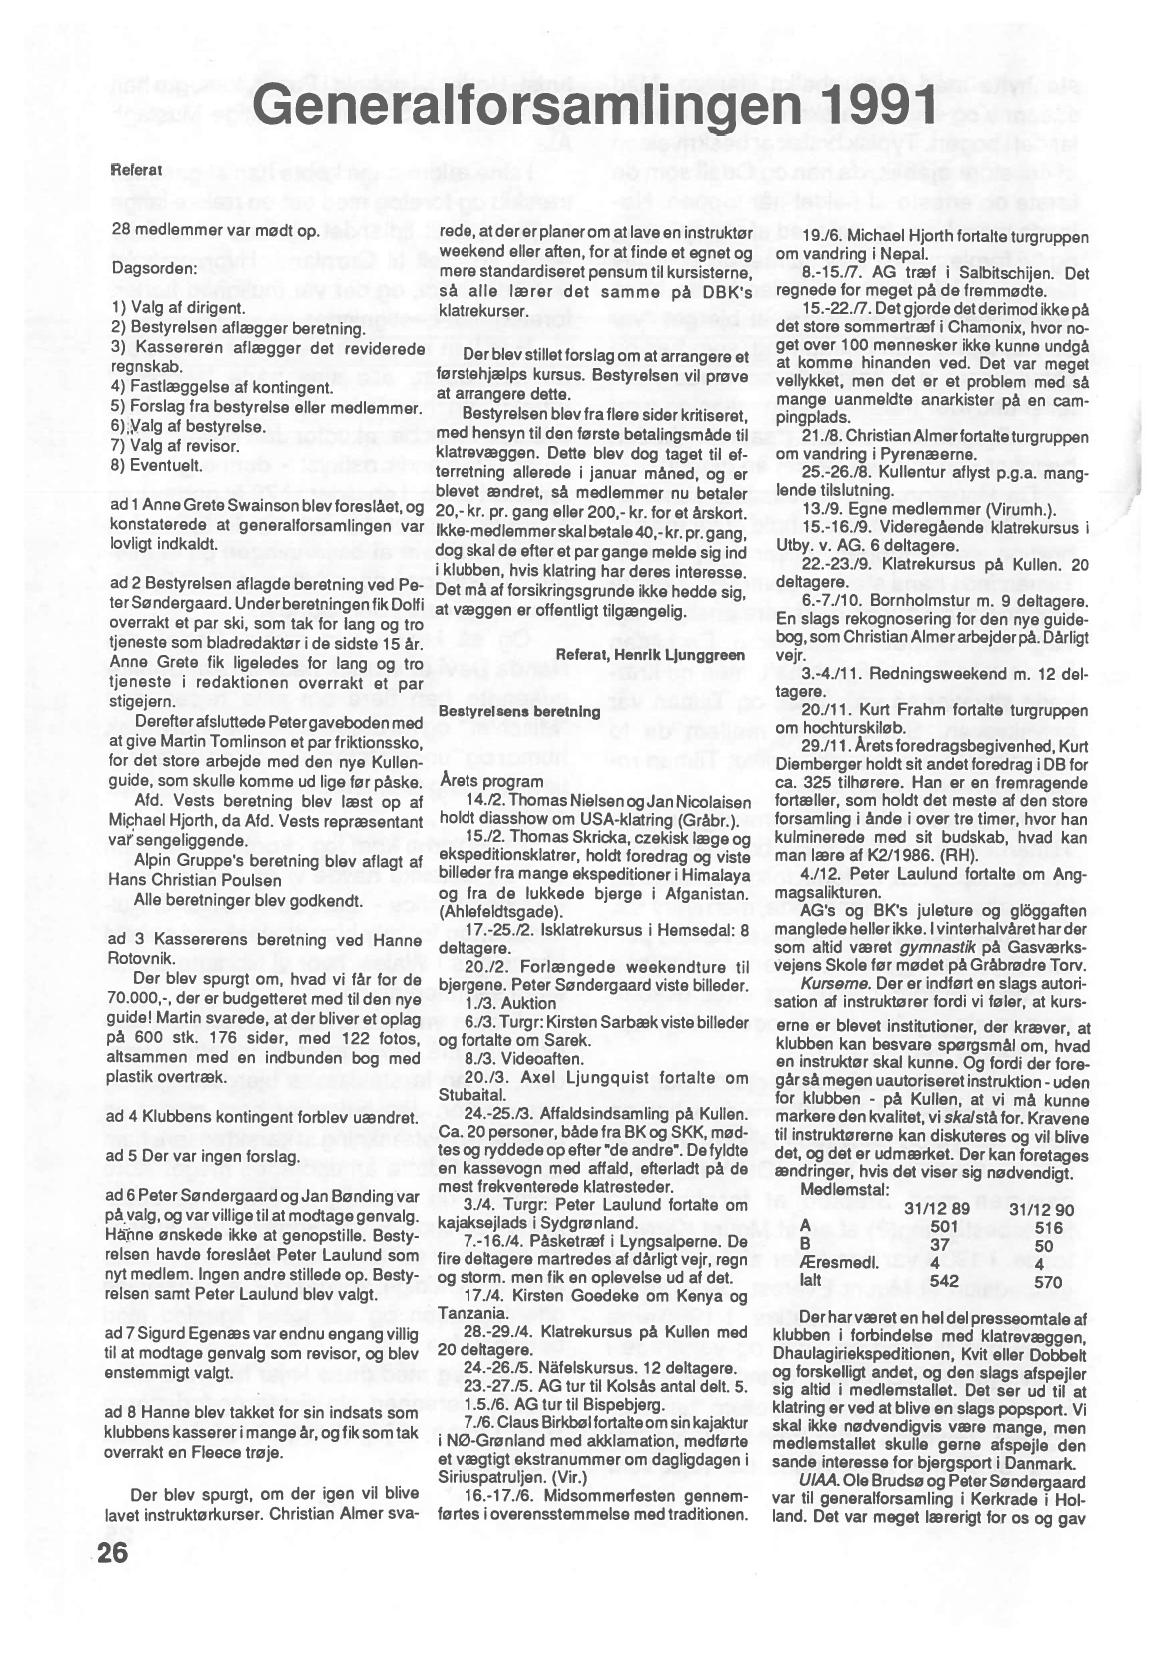 Generalforsamlingen 1991
Referat
28 medlemmer var mødt op.
Dagsorden:
1) Valg af dirigent.
2) Bestyrelsen aflægger beretning.
3) Kassereren aflægger det reviderede
regnskab.
4) Fastlæggelse af kontingent.
5) Forslag fra bestyrelse eller medlemmer.
6) Valg af bestyrelse.
7) Valg af revisor.
8) Eventuelt.
ad 1 Anne Grete Swainson blev foreslået, og
konstaterede at generalforsamlingen var
lovligt indkaldt.
ad 2 Bestyrelsen aflagde beretning ved Pe-
ter Søndergaard. Under beretningen fik Dolfi
overrakt et par ski, som tak for lang og tro
tjeneste som bladredaktør i de sidste 15 år.
Anne Grete fik ligeledes for lang og tro
tjeneste i redaktionen overrakt et par
stigejern.
Derefter afsluttede Peter gaveboden med
at give Martin Tomlinson et par friktionssko,
for det store arbejde med den nye Kullen-
guide, som skulle komme ud lige før påske.
Afd. Vests beretning blev læst op af
Michael Hjorth, da Afd. Vests repræsentant
var sengeliggende.
Alpin Gruppe's beretning blev aflagt af
Hans Christian Poulsen
Alle beretninger blev godkendt.
ad 3 Kassererens beretning ved Hanne
Rotovnik.
Der blev spurgt om, hvad vi får for de
70.000,-, der er budgetteret med til den nye
guide! Martin svarede, at der bliver et oplag
på 600 stk. 176 sider, med 122 fotos,
altsammen med en indbunden bog med
plastik overtræk.
ad 4 Klubbens kontingent forblev uændret.
ad 5 Der var ingen forslag.
ad 6 Peter Søndergaard og Jan Bønding var
på valg, og var villige til at modtage genvalg.
Hanne ønskede ikke at genopstille. Besty-
relsen havde foreslået Peter Laulund som
nyt medlem. Ingen andre stillede op. Besty-
relsen samt Peter Laulund blev valgt.
ad 7 Sigurd Egenæs var endnu engang villig
til at modtage genvalg som revisor, og blev
enstemmigt valgt.
ad 8 Hanne blev takket for sin indsats som
klubbens kasserer i mange år, og fik som tak
overrakt en Fleece trøje.
Der blev spurgt, om der igen vil blive
lavet instruktørkurser. Christian Almer sva-
rede, at der er planer om at lave en instruktør
weekend eller aften, for at finde et egnet og
mere standardiseret pensum til kursisterne,
så alle lærer det samme på DBK's
klatrekurser.
Der blev stillet forslag om at arrangere et
førstehjælps kursus. Bestyrelsen vil prøve
at arrangere dette.
Bestyrelsen blev fra flere sider kritiseret,
med hensyn til den første betalingsmåde til
klatrevæggen. Dette blev dog taget til ef-
terretning allerede i januar måned, og er
blevet ændret, så medlemmer nu betaler
20,- kr. pr. gang eller 200,- kr. for et årskort.
Ikke-medlemmer skal betale 40,- kr. pr. gang,
dog skal de efter et par gange melde sig ind
i klubben, hvis klatring har deres interesse.
Det må af forsikringsgrunde ikke hedde sig,
at væggen er offentligt tilgængelig.
Referat, Henrik Ljunggreen
Bestyrelsens beretning
Årets program
14./2. Thomas Nielsen og Jan Nicolaisen
holdt diasshow om USA-klatring (Gråbr.).
15./2. Thomas Skricka, czekisk læge og
ekspeditionsklatrer, holdt foredrag og viste
billeder fra mange ekspeditioner i Himalaya
og fra de lukkede bjerge i Afganistan.
(Ahlefeldtsgade).
17.-25./2. Isklatrekursus i Hemsedal: 8
deltagere.
20./2. Forlængede weekendture til
bjergene. Peter Søndergaard viste billeder.
1./3. Auktion
6./3. Turgr: Kirsten Sarbæk viste billeder
og fortalte om Sarek.
8./3. Videoaften.
20./3. Axel Ljungquist fortalte om
Stubaital.
24.-25./3. Affaldsindsamling på Kullen.
Ca. 20 personer, både fra BK og SKK, mød-
tes og ryddede op efter "de andre". De fyldte
en kassevogn med affald, efterladt på de
mest frekventerede klatresteder.
3./4. Turgr: Peter Laulund fortalte om
kajaksejlads i Sydgrønland.
7.-16./4. Påsketræf i Lyngsalperne. De
fire deltagere martredes af dårligt vejr, regn
og storm. men fik en oplevelse ud af det.
17./4. Kirsten Goedeke om Kenya og
Tanzania.
28.-29./4. Klatrekursus på Kullen med
20 deltagere.
24.-26./5. Näfelskursus. 12 deltagere.
23.-27./5. AG tur til Kolsås antal delt. 5.
1.5./6. AG tur til Bispebjerg.
7./6. Claus Birkbøl fortalte om sin kajaktur
i NØ-Grønland med akklamation, medførte
et vægtigt ekstranummer om dagligdagen i
Siriuspatruljen. (Vir.)
16.-17./6. Midsommerfesten gennem-
førtes i overensstemmelse med traditionen.
19./6. Michael Hjorth fortalte turgruppen
om vandring i Nepal.
8.-15./7. AG træf i Salbitschijen. Det
regnede for meget på de fremmødte.
15.-22./7. Det gjorde det derimod ikke på
det store sommertræf i Chamonix, hvor no-
get over 100 mennesker ikke kunne undgå
at komme hinanden ved. Det var meget
vellykket, men det er et problem med så
mange uanmeldte anarkister på en cam-
pingplads.
21./8. Christian Almer fortalte turgruppen
om vandring i Pyrenæerne.
25.-26./8. Kullentur aflyst p.g.a. mang-
lende tilslutning.
13./9. Egne medlemmer (Virumh.).
15.-16./9. Videregående klatrekursus i
Utby. v. AG. 6 deltagere.
22.-23./9. Klatrekursus på Kullen. 20
deltagere.
6.-7./10. Bornholmstur m. 9 deltagere.
En slags rekognosering for den nye guide-
bog, som Christian Almer arbejder på. Dårligt
vejr.
3.-4./11. Redningsweekend m. 12 del-
tagere.
20./11. Kurt Frahm fortalte turgruppen
om hochturskiløb.
29./11. Årets foredragsbegivenhed, Kurt
Diemberger holdt sit andet foredrag i DB for
ca. 325 tilhørere. Han er en fremragende
fortæller, som holdt det meste af den store
forsamling i ånde i over tre timer, hvor han
kulminerede med sit budskab, hvad kan
man lære af K2/1986. (RH).
4./12. Peter Laulund fortalte om Ang-
magsalikturen.
AG's og BK's juleture og glöggaften
manglede heller ikke. I vinterhalvåret har der
som altid været gymnastik på Gasværks-
vejens Skole før mødet på Gråbrødre Torv.
Kurserne. Der er indført en slags autori-
sation af instruktører fordi vi føler, at kurs-
erne er blevet institutioner, der kræver, at
klubben kan besvare spørgsmål om, hvad
en instruktør skal kunne. Og fordi der fore-
går så megen uautoriseret instruktion - uden
for klubben - på Kullen, at vi må kunne
markere den kvalitet, vi skal stå for. Kravene
til instruktørerne kan diskuteres og vil blive
det, og det er udmærket. Der kan foretages
ændringer, hvis det viser sig nødvendigt.
Medlemstal:
31/12 89 31/12 90
A 501 516
B 37 50
Æresmedl. 4 4
Ialt 542 570
Der har været en hel del presseomtale af
klubben i forbindelse med klatrevæggen,
Dhaulagiriekspeditionen, Kvit eller Dobbelt
og forskelligt andet, og den slags afspejler
sig altid i medlemstallet. Det ser ud til at
klatring er ved at blive en slags popsport. Vi
skal ikke nødvendigvis være mange, men
medlemstallet skulle gerne afspejle den
sande interesse for bjergsport i Danmark.
UIAA. Ole Brudsø og Peter Søndergaard
var til generalforsamling i Kerkrade i Hol-
land. Det var meget lærerigt for os og gav
26